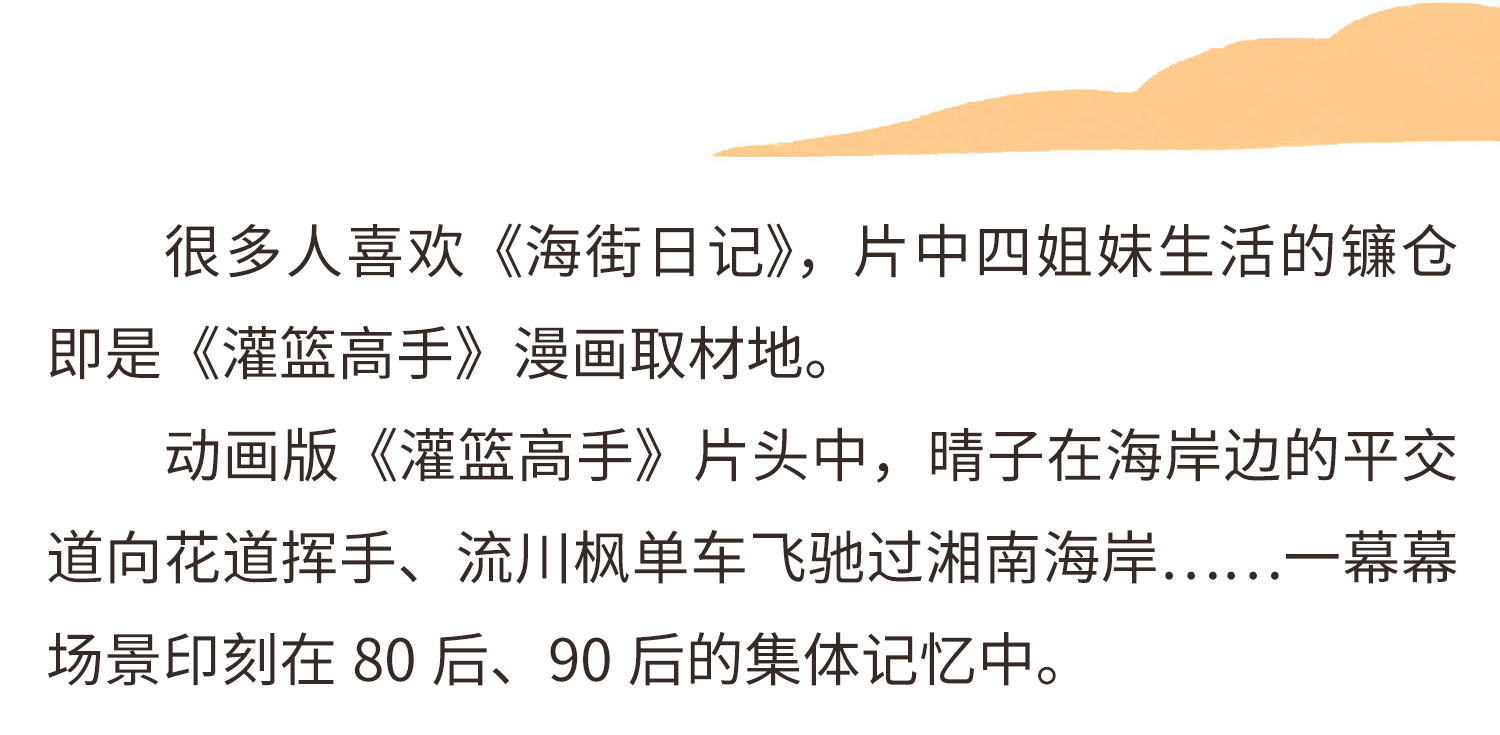 很多人喜欢《海街日记》，片中四姐妹生活的镰仓
即是《灌篮高手》漫画取材地。
动画版《灌篮高手》片头中，晴子在海岸边的平交
道向花道挥手、流川枫单车飞驰过湘南海岸……一幕幕
场景印刻在 80 后、90 后的集体记忆中。